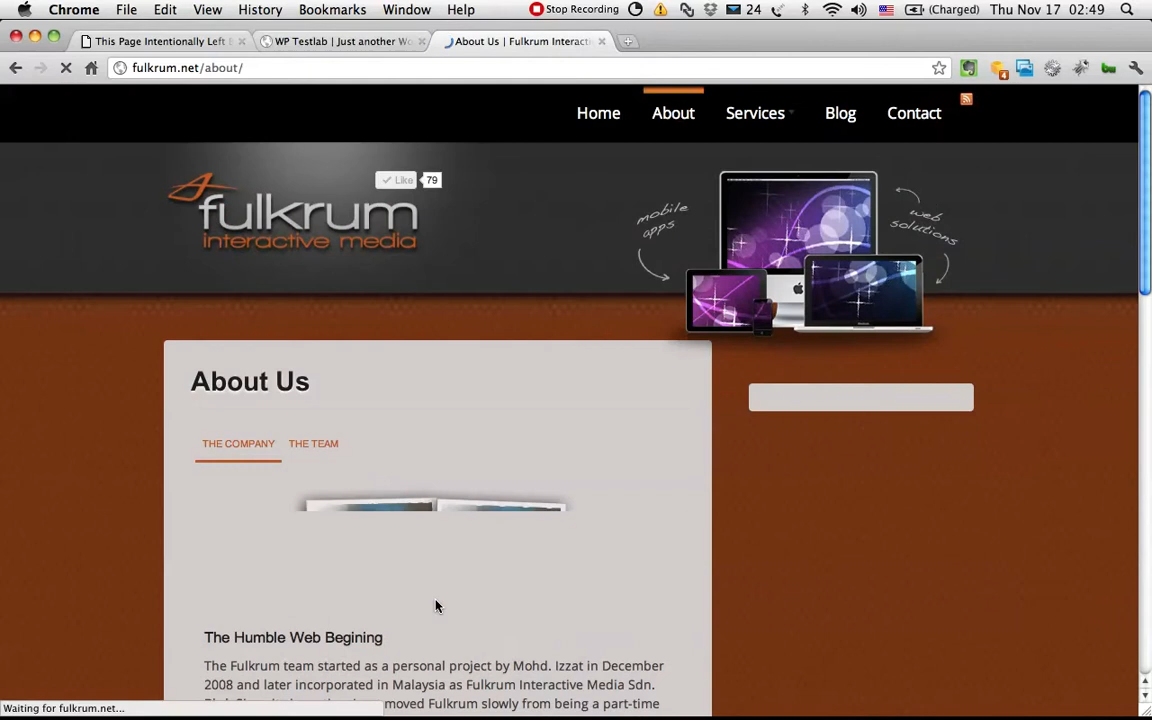 Chrome File Edit View History Bookmarks Window Help Stop Recording 24 (Charged) Thu Nov 17 02:49
This Page Intentionally Left B WP Testlab | Just another Wo About Us | Fulkrum Interacti
fulkrum.net/about/
Home About Services Blog Contact
Like 79
fulkrum
interactive media
mobile
apps
web
solutions
About Us
THE COMPANY THE TEAM
The Humble Web Begining
The Fulkrum team started as a personal project by Mohd. Izzat in December
2008 and later incorporated in Malaysia as Fulkrum Interactive Media Sdn.
moved Fulkrum slowly from being a part-time
Waiting for fulkrum.net...
4